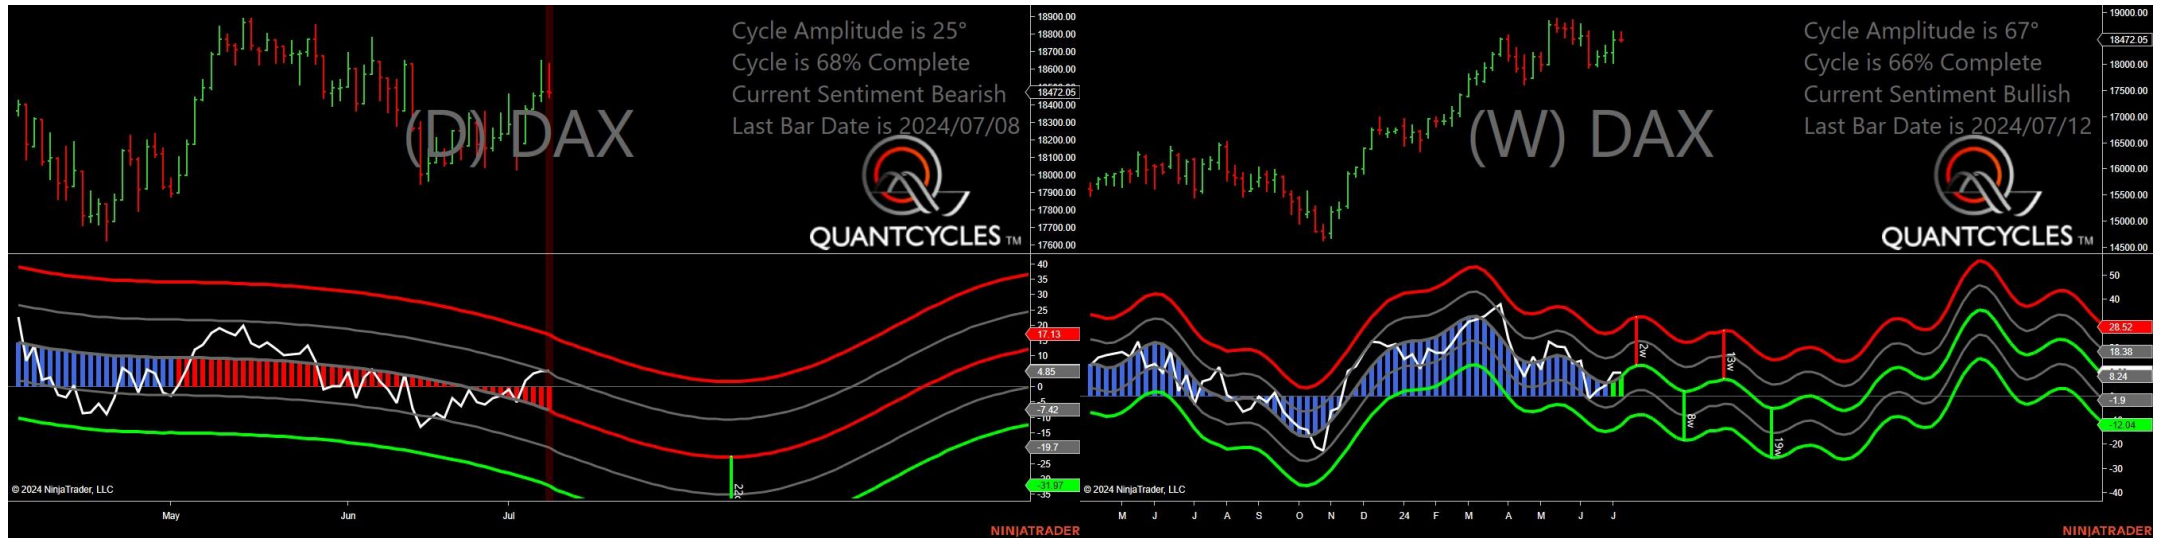 Cycle Amplitude is 25°
Cycle is 68% Complete
Current Sentiment Bearish
Last Bar Date is 2024/07/08
(D) DAX
QUANTCYCLES TM
18900.00
18800.00
18700.00
18600.00
18472.05
18400.00
18300.00
18200.00
18100.00
18000.00
17900.00
17800.00
17700.00
17600.00
40
35
30
25
20
17.13
10
4.85
0
-5
-7.42
-10
-15
-19.7
-25
-31.97
-35
© 2024 NinjaTrader, LLC
May
Jun
Jul
NINJATRADER
Cycle Amplitude is 67°
Cycle is 66% Complete
Current Sentiment Bullish
Last Bar Date is 2024/07/12
(W) DAX
QUANTCYCLES TM
19000.00
18472.05
18000.00
17500.00
17000.00
16500.00
16000.00
15500.00
15000.00
14500.00
50
40
28.52
18.38
8.24
-1.9
-12.04
-20
-30
-40
2w
13w
8w
19w
© 2024 NinjaTrader, LLC
M J J A S O N D 24 F M A M J J
NINJATRADER